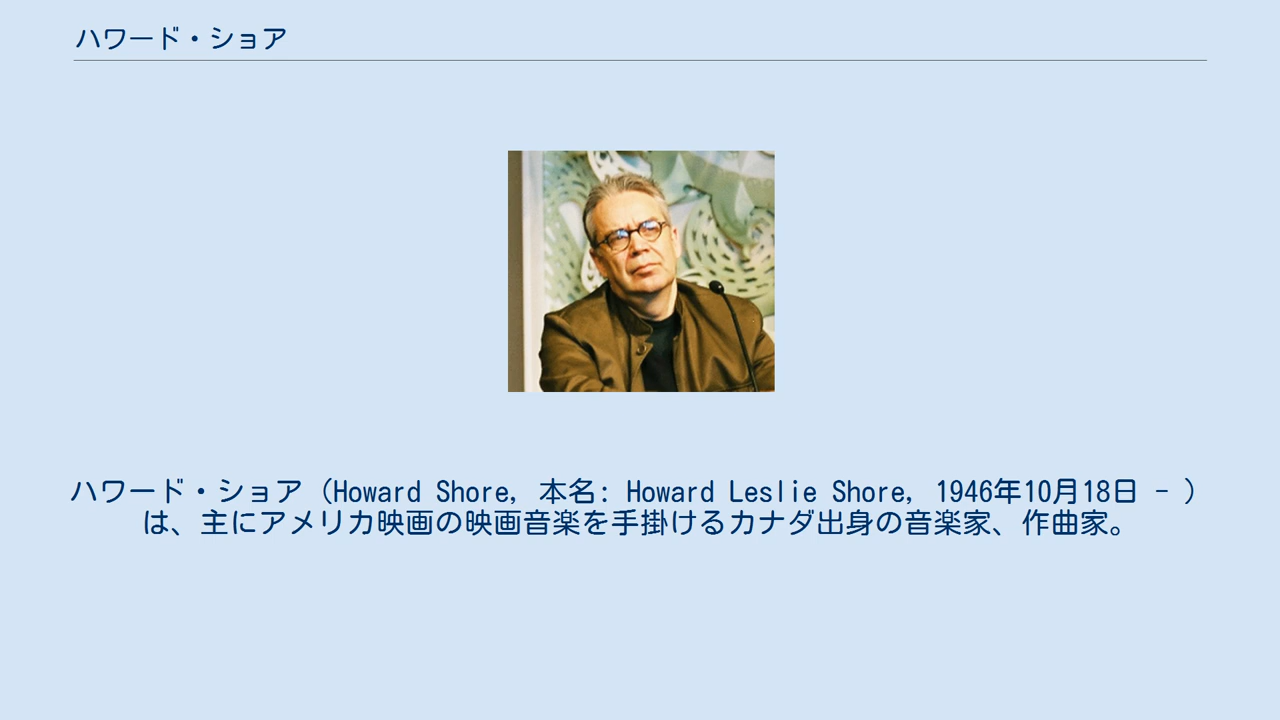 ハワード・ショア
ハワード・ショア（Howard Shore, 本名: Howard Leslie Shore, 1946年10月18日 - ）
は、主にアメリカ映画の映画音楽を手掛けるカナダ出身の音楽家、作曲家。